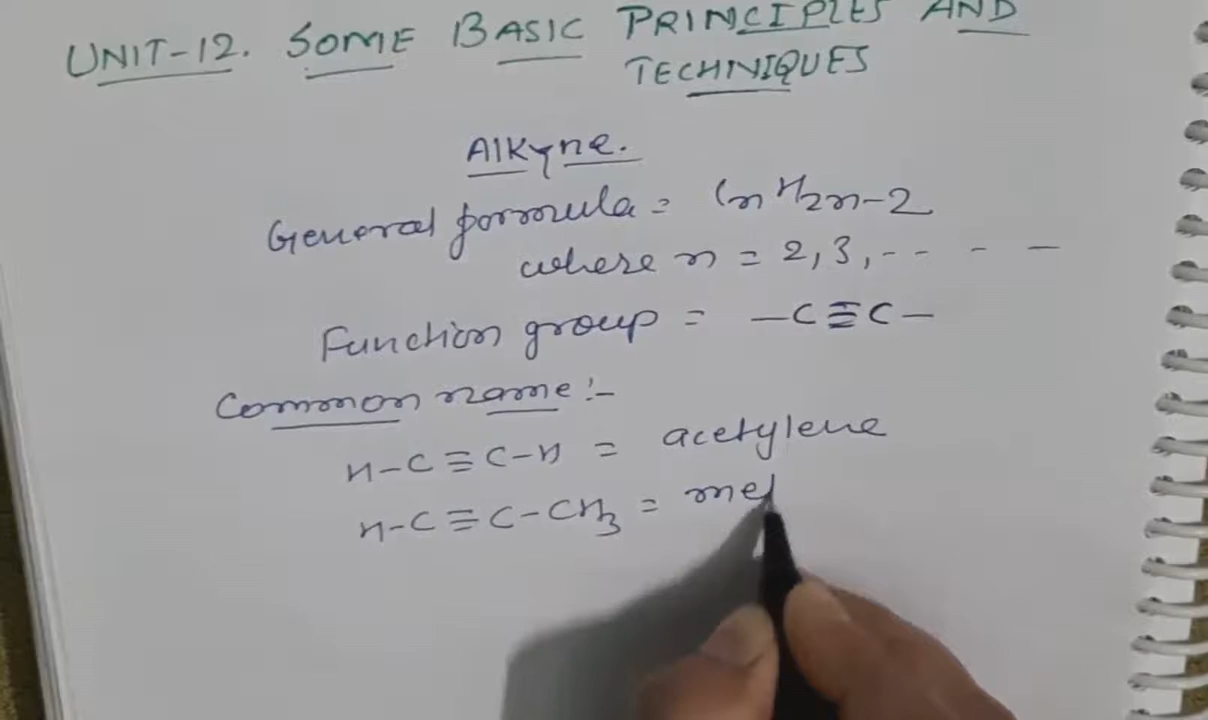 UNIT-12. SOME BASIC PRINCIPLES AND
TECHNIQUES
Alkyne.
General formula = CnH2n-2
where n = 2, 3, -- - -
Function group = -C≡C-
Common name :-
H-C≡C-H = acetylene
H-C≡C-CH3 = met